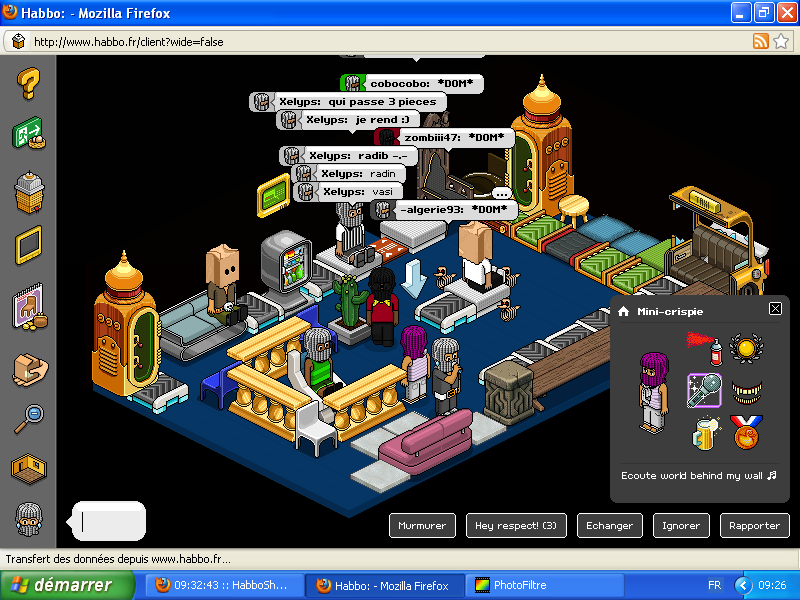 Habbo: - Mozilla Firefox
http://www.habbo.fr/client?wide=false
cobocobo: *DOM*
Xelyps: qui passe 3 pieces
Xelyps: je rend :)
zombiii47: *DOM*
Xelyps: radib -.-
Xelyps: radin
Xelyps: vasi
...
-algerie93: *DOM*
Mini-crispie
Ecoute world behind my wall ♫
Murmurer
Hey respect! (3)
Echanger
Ignorer
Rapporter
Transfert des données depuis www.habbo.fr...
démarrer
09:32:43 :: HabboSh...
Habbo: - Mozilla Firefox
PhotoFiltre
FR
09:26